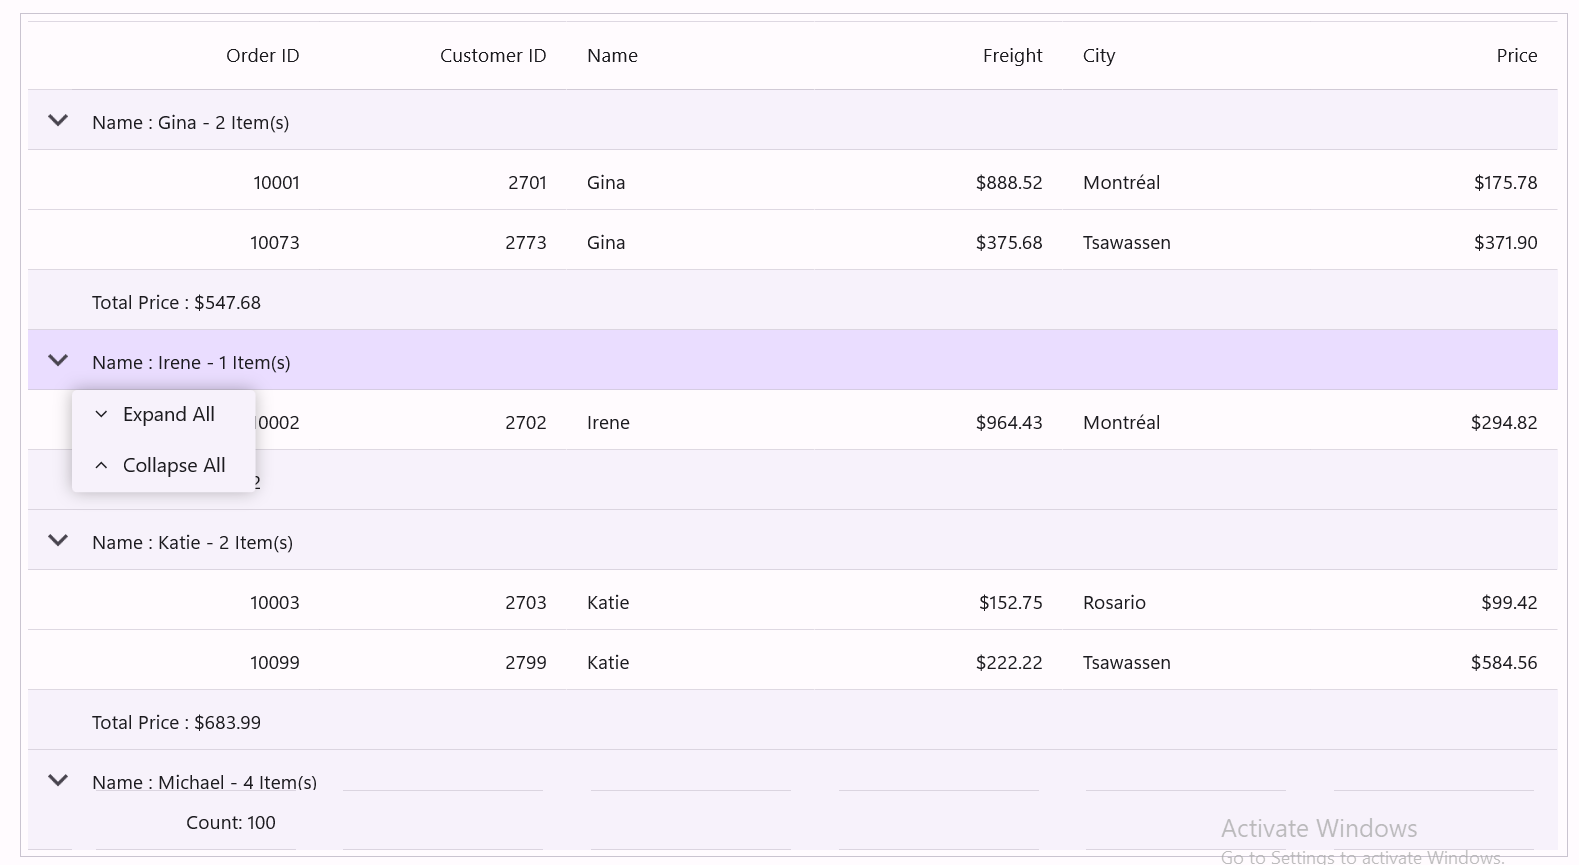 Order ID Customer ID Name Freight City Price
Name : Gina - 2 Item(s)
10001 2701 Gina $888.52 Montréal $175.78
10073 2773 Gina $375.68 Tsawassen $371.90
Total Price : $547.68
Name : Irene - 1 Item(s)
Expand All
0002 2702 Irene $964.43 Montréal $294.82
Collapse All
2
Name : Katie - 2 Item(s)
10003 2703 Katie $152.75 Rosario $99.42
10099 2799 Katie $222.22 Tsawassen $584.56
Total Price : $683.99
Name : Michael - 4 Item(s)
Count: 100
Activate Windows
Go to Settings to activate Windows.